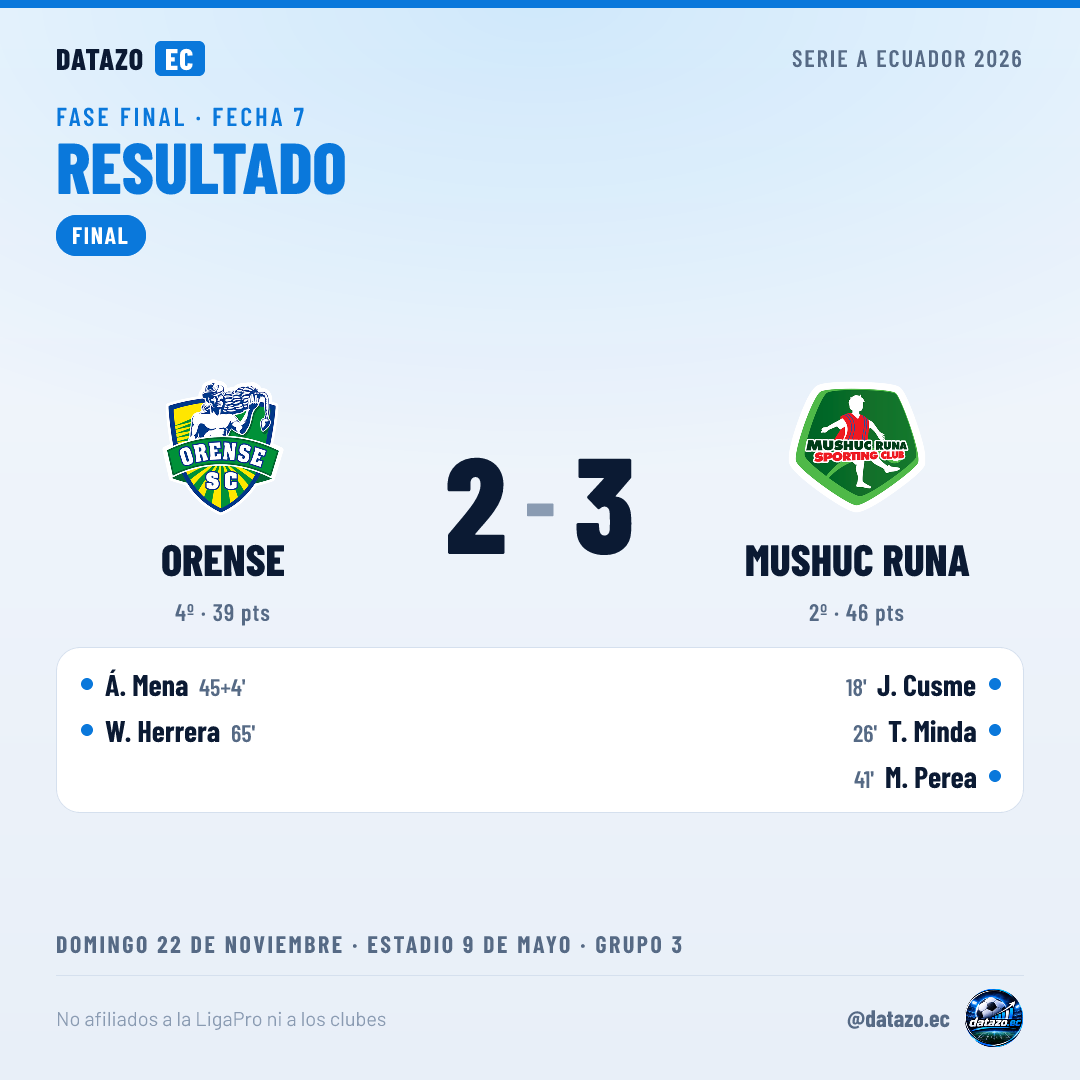 DATAZO EC
SERIE A ECUADOR 2026
FASE FINAL · FECHA 7
RESULTADO
FINAL
ORENSE
SC
MUSHUC RUNA
SPORTING CLUB
2 - 3
ORENSE
MUSHUC RUNA
4º · 39 pts
2º · 46 pts
Á. Mena 45+4'
18' J. Cusme
W. Herrera 65'
26' T. Minda
41' M. Perea
DOMINGO 22 DE NOVIEMBRE · ESTADIO 9 DE MAYO · GRUPO 3
No afiliados a la LigaPro ni a los clubes
@datazo.ec
datazo.ec